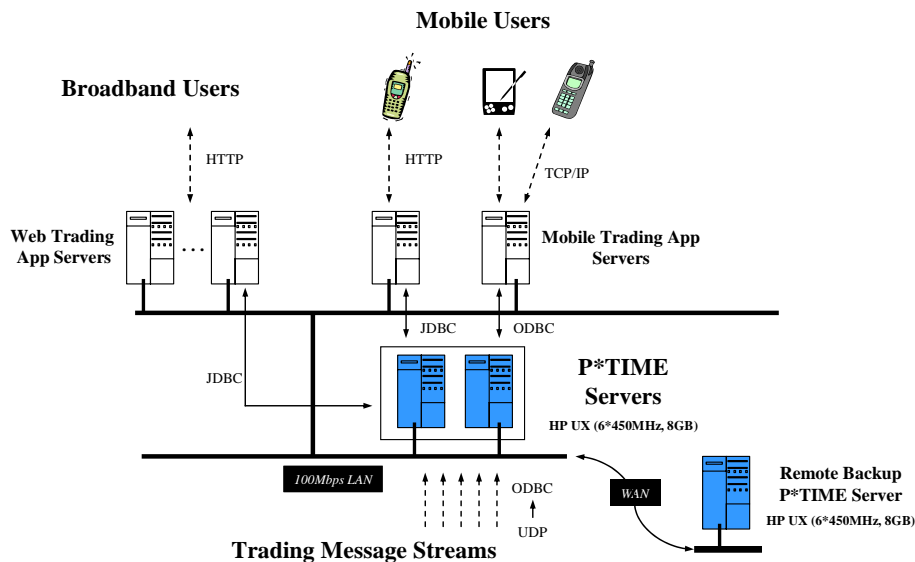 Mobile Users
Broadband Users
HTTP
HTTP
TCP/IP
Web Trading
App Servers
...
Mobile Trading App
Servers
JDBC
ODBC
JDBC
P*TIME
Servers
HP UX (6*450MHz, 8GB)
100Mbps LAN
ODBC
UDP
WAN
Remote Backup
P*TIME Server
HP UX (6*450MHz, 8GB)
Trading Message Streams